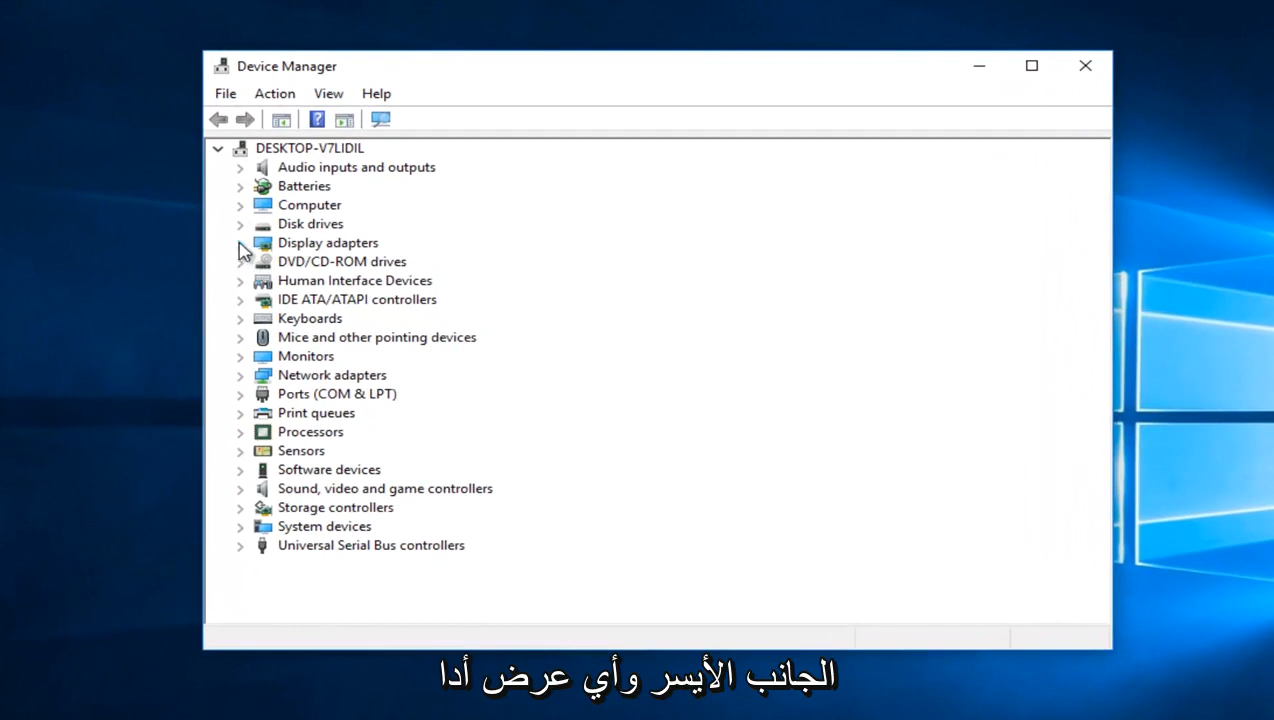 Device Manager
File Action View Help
DESKTOP-V7LIDIL
Audio inputs and outputs
Batteries
Computer
Disk drives
Display adapters
DVD/CD-ROM drives
Human Interface Devices
IDE ATA/ATAPI controllers
Keyboards
Mice and other pointing devices
Monitors
Network adapters
Ports (COM & LPT)
Print queues
Processors
Sensors
Software devices
Sound, video and game controllers
Storage controllers
System devices
Universal Serial Bus controllers
الجانب الأيسر وأي عرض أدا